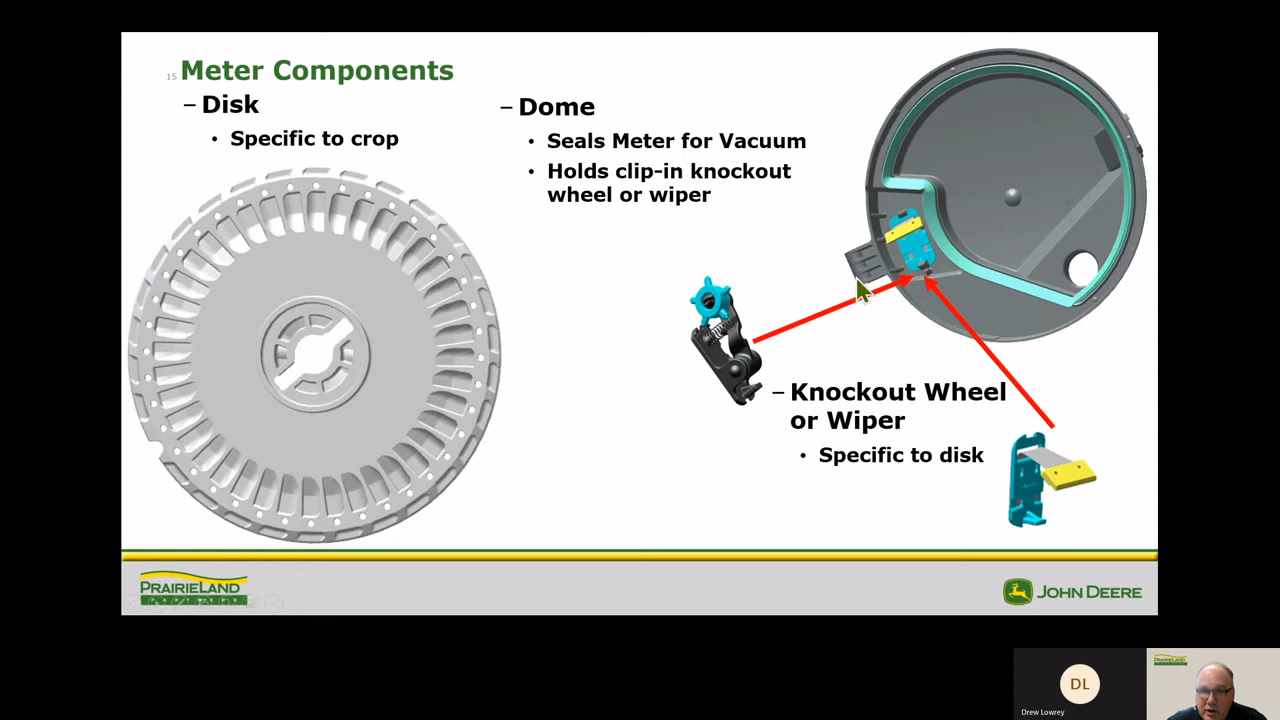 15 Meter Components
– Disk
• Specific to crop
– Dome
• Seals Meter for Vacuum
• Holds clip-in knockout
wheel or wiper
– Knockout Wheel
or Wiper
• Specific to disk
PRAIRIELAND
JOHN DEERE
DL
Drew Lowrey
PRAIRIELAND